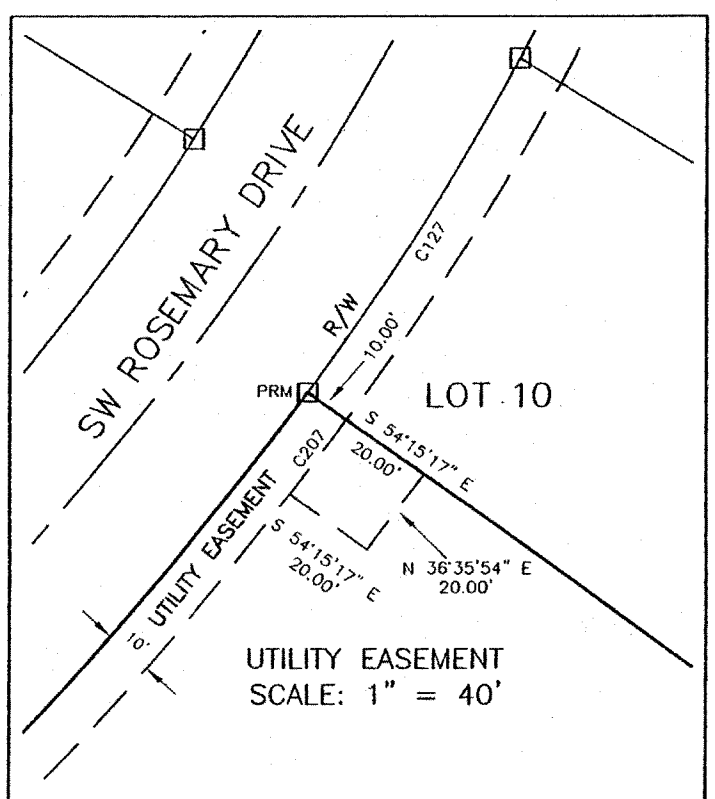 SW ROSEMARY DRIVE
C127
R/W
10.00'
PRM
LOT 10
S 54°15'17" E
20.00'
C207
UTILITY EASEMENT
S 54°15'17" E
20.00'
N 36°35'54" E
20.00'
10'
UTILITY EASEMENT
SCALE: 1" = 40'